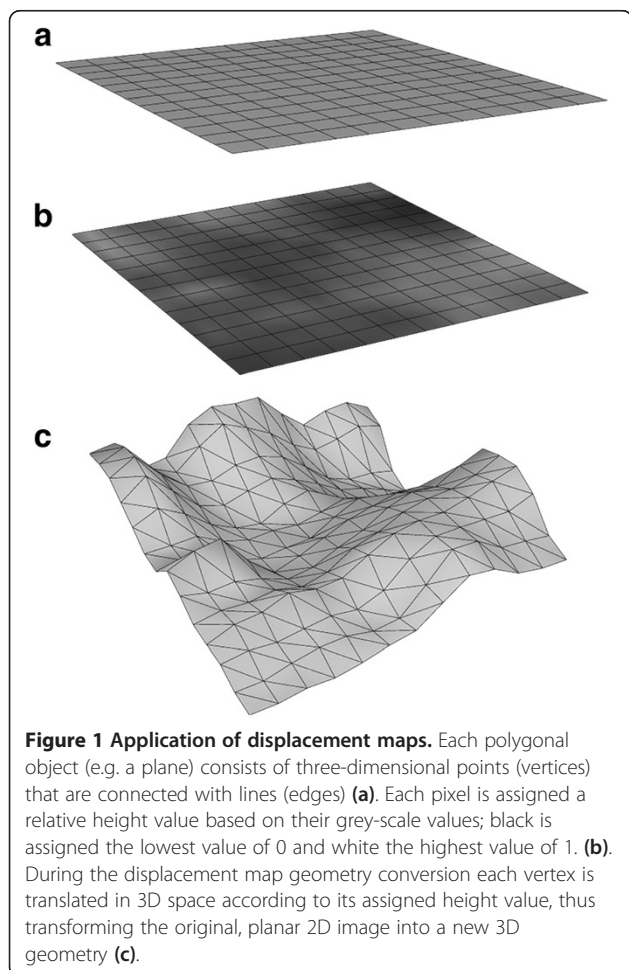 a
b
c
Figure 1 Application of displacement maps. Each polygonal
object (e.g. a plane) consists of three-dimensional points (vertices)
that are connected with lines (edges) (a). Each pixel is assigned a
relative height value based on their grey-scale values; black is
assigned the lowest value of 0 and white the highest value of 1. (b).
During the displacement map geometry conversion each vertex is
translated in 3D space according to its assigned height value, thus
transforming the original, planar 2D image into a new 3D
geometry (c).